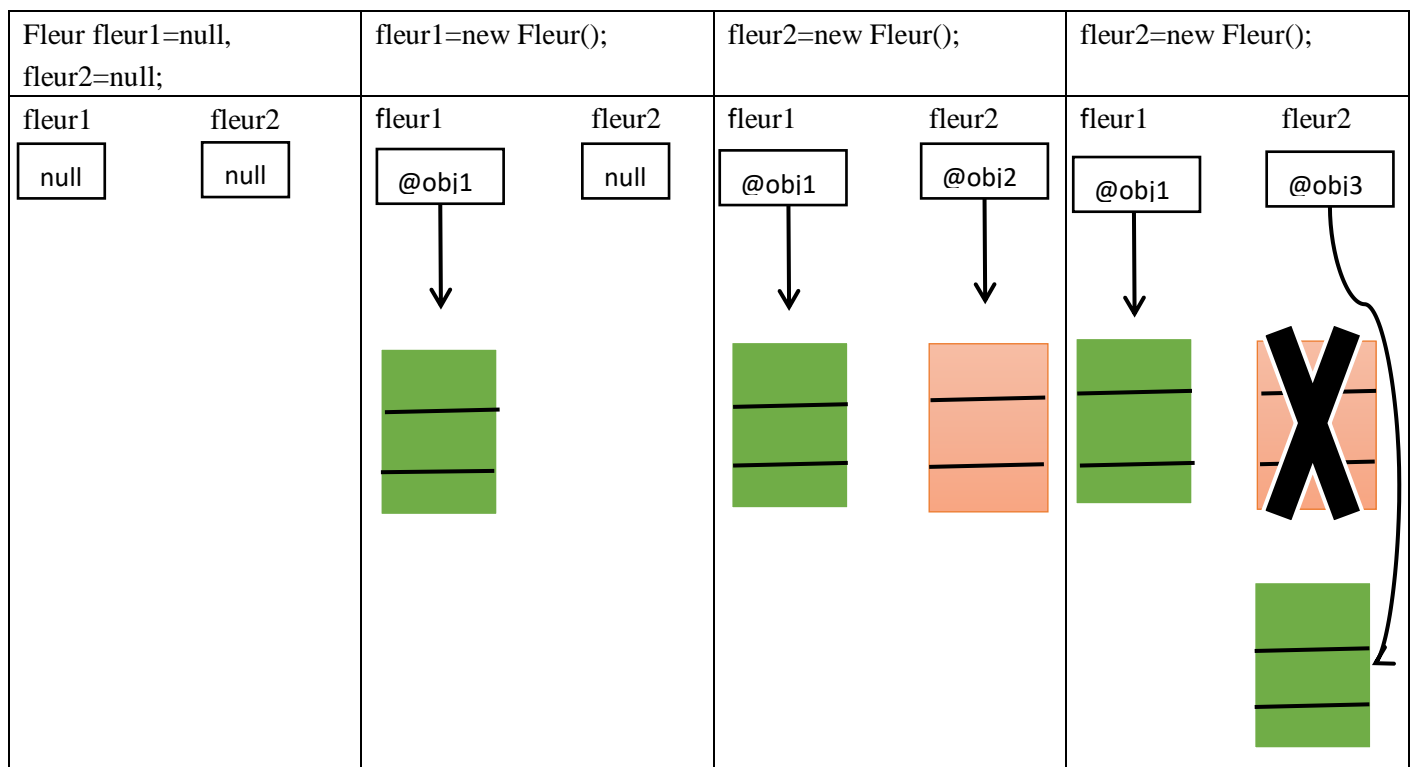 Fleur fleur1=null,
fleur2=null;
fleur1=new Fleur();
fleur2=new Fleur();
fleur2=new Fleur();
fleur1 fleur2
null null
fleur1 fleur2
@obj1 null
fleur1 fleur2
@obj1 @obj2
fleur1 fleur2
@obj1 @obj3